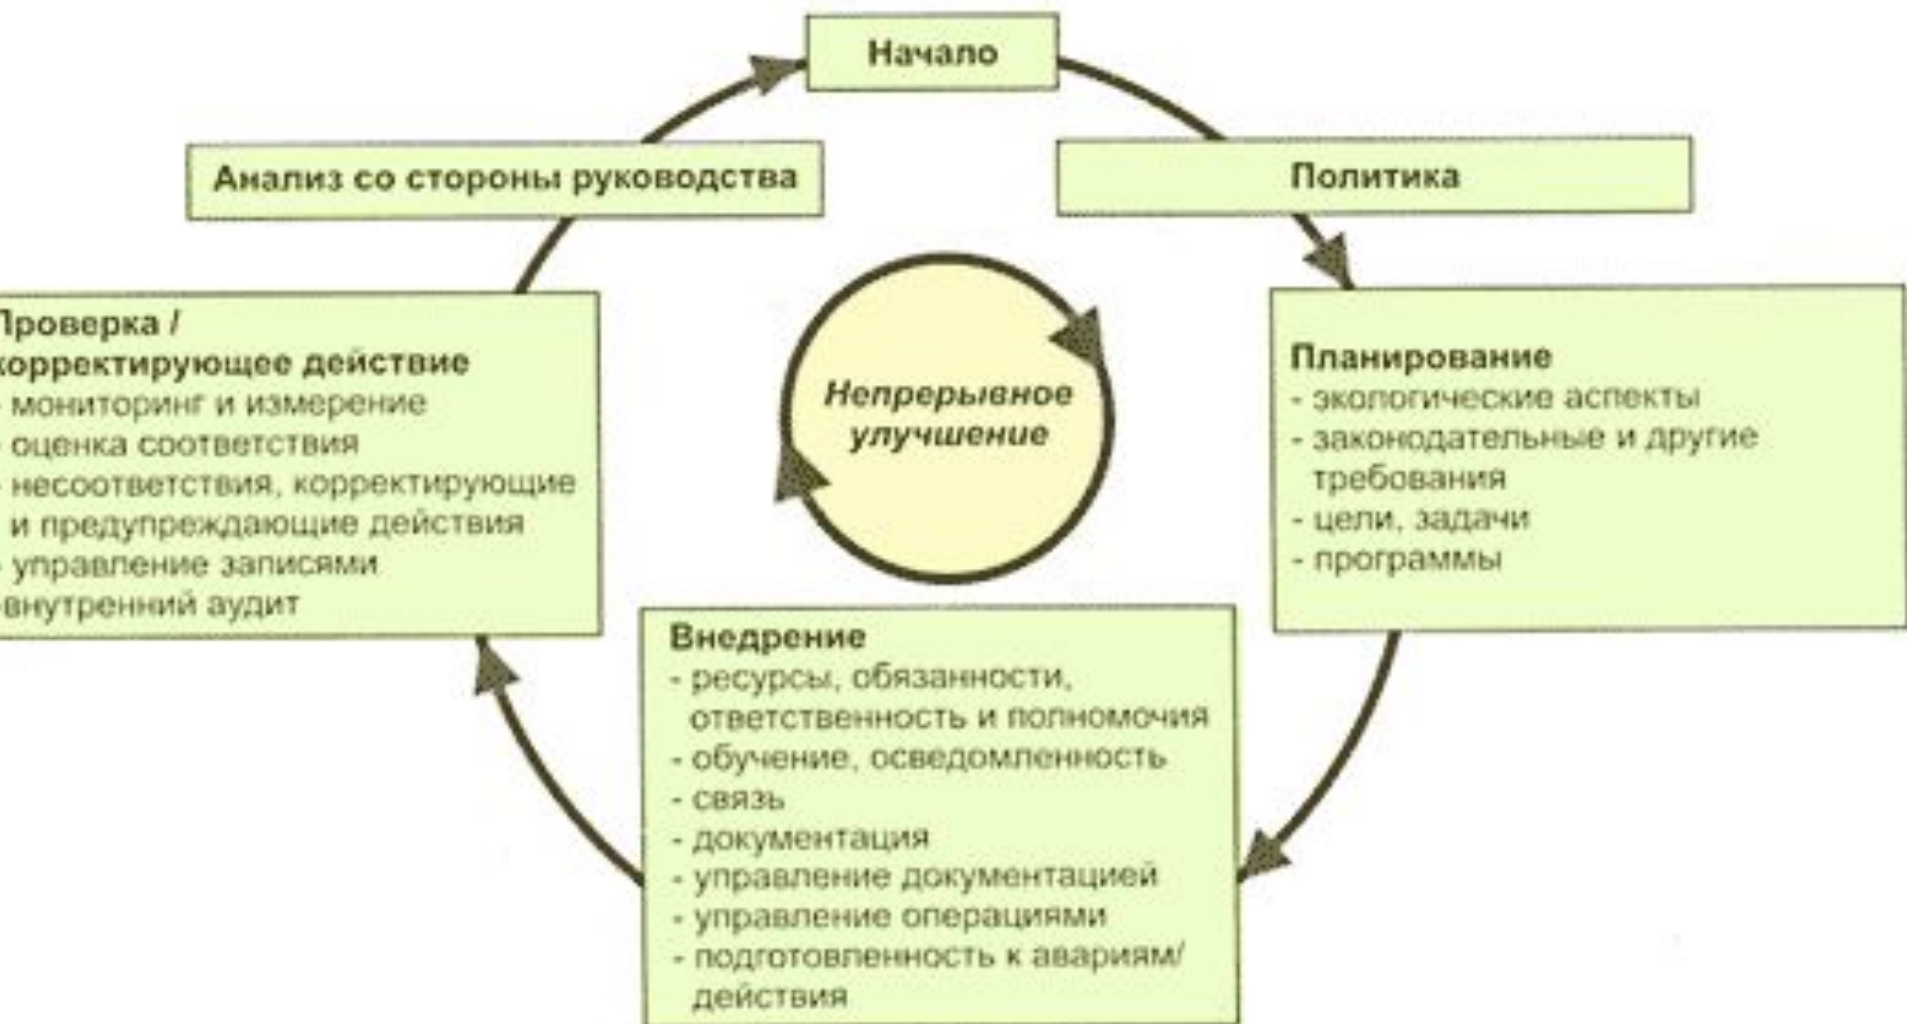 Начало
Анализ со стороны руководства
Политика
Проверка /
корректирующее действие
- мониторинг и измерение
- оценка соответствия
- несоответствия, корректирующие
и предупреждающие действия
- управление записями
-внутренний аудит
Непрерывное
улучшение
Планирование
- экологические аспекты
- законодательные и другие
требования
- цели, задачи
- программы
Внедрение
- ресурсы, обязанности,
ответственность и полномочия
- обучение, осведомленность
- связь
- документация
- управление документацией
- управление операциями
- подготовленность к авариям/
действия